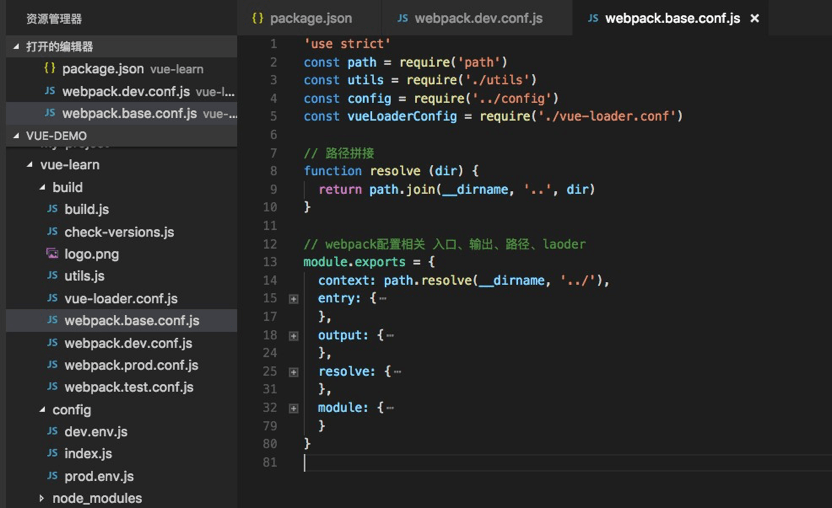 资源管理器
打开的编辑器
{} package.json vue-learn
JS webpack.dev.conf.js vue-l...
JS webpack.base.conf.js vue-...
VUE-DEMO
vue-learn
build
JS build.js
JS check-versions.js
logo.png
JS utils.js
JS vue-loader.conf.js
JS webpack.base.conf.js
JS webpack.dev.conf.js
JS webpack.prod.conf.js
JS webpack.test.conf.js
config
JS dev.env.js
JS index.js
JS prod.env.js
node_modules
{} package.json JS webpack.dev.conf.js JS webpack.base.conf.js ×
1 'use strict'
2 const path = require('path')
3 const utils = require('./utils')
4 const config = require('../config')
5 const vueLoaderConfig = require('./vue-loader.conf')
6
7 // 路径拼接
8 function resolve (dir) {
9 return path.join(__dirname, '..', dir)
10 }
11
12 // webpack配置相关 入口、输出、路径、laoder
13 module.exports = {
14 context: path.resolve(__dirname, '../'),
15 entry: {⋯
17 },
18 output: {⋯
24 },
25 resolve: {⋯
31 },
32 module: {⋯
79 }
80 }
81